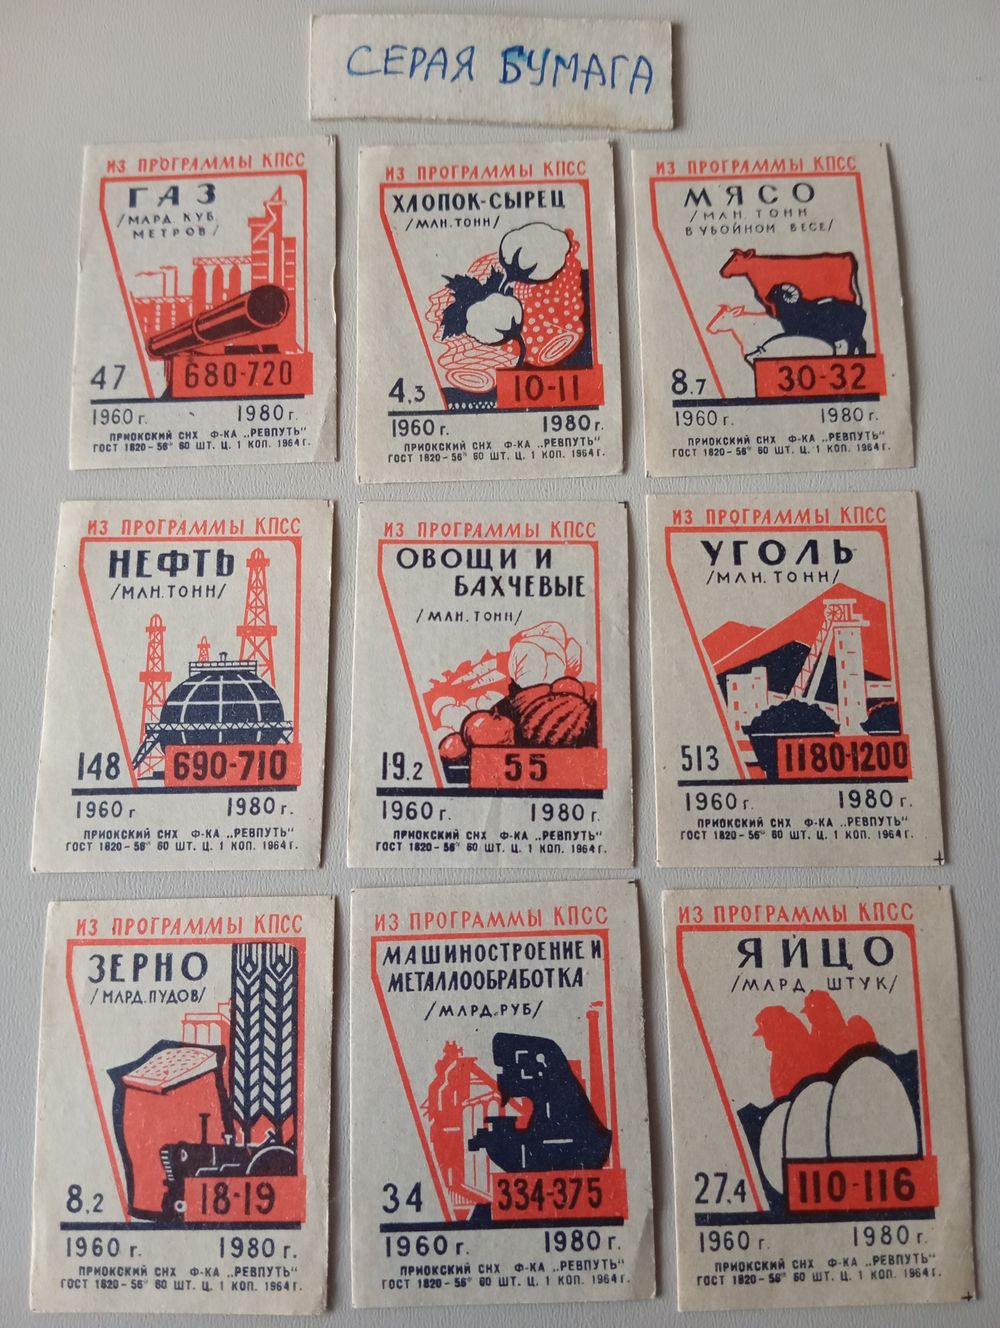 СЕРАЯ БУМАГА
ИЗ ПРОГРАММЫ КПСС
ГАЗ
/МЛРД. КУБ.
МЕТРОВ/
47
680-720
1960 г. 1980 г.
ПРИОКСКИЙ СНХ Ф-КА „РЕВПУТЬ“
ГОСТ 1820-56* 60 ШТ. Ц. 1 КОП. 1964 г.
ИЗ ПРОГРАММЫ КПСС
ХЛОПОК-СЫРЕЦ
/МЛН. ТОНН/
4,3
10-11
1960 г. 1980 г.
ПРИОКСКИЙ СНХ Ф-КА „РЕВПУТЬ“
ГОСТ 1820-56* 60 ШТ. Ц. 1 КОП. 1964 г.
ИЗ ПРОГРАММЫ КПСС
МЯСО
/МЛН. ТОНН
В УБОЙНОМ ВЕСЕ/
8.7
30-32
1960 г. 1980 г.
ПРИОКСКИЙ СНХ Ф-КА „РЕВПУТЬ“
ГОСТ 1820-56* 60 ШТ. Ц. 1 КОП. 1964 г.
ИЗ ПРОГРАММЫ КПСС
НЕФТЬ
/МЛН. ТОНН/
148
690-710
1960 г 1980 г.
ПРИОКСКИЙ СНХ Ф-КА „РЕВПУТЬ“
ГОСТ 1820-56* 60 ШТ. Ц. 1 КОП. 1964 г.
ИЗ ПРОГРАММЫ КПСС
ОВОЩИ И
БАХЧЕВЫЕ
/МЛН. ТОНН/
19.2
55
1960 г. 1980 г.
ПРИОКСКИЙ СНХ Ф-КА „РЕВПУТЬ“
ГОСТ 1820-56* 60 ШТ. Ц. 1 КОП. 1964 г.
ИЗ ПРОГРАММЫ КПСС
УГОЛЬ
/МЛН. ТОНН/
513
1180-1200
1960 г. 1980 г.
ПРИОКСКИЙ СНХ Ф-КА „РЕВПУТЬ“
ГОСТ 1820-56* 60 ШТ. Ц. 1 КОП. 1964 г.
ИЗ ПРОГРАММЫ КПСС
ЗЕРНО
/МЛРД. ПУДОВ/
8.2
18-19
1960 г. 1980 г.
ПРИОКСКИЙ СНХ Ф-КА „РЕВПУТЬ“
ГОСТ 1820-56* 60 ШТ. Ц. 1 КОП. 1964 г.
ИЗ ПРОГРАММЫ КПСС
МАШИНОСТРОЕНИЕ И
МЕТАЛЛООБРАБОТКА
/МЛРД. РУБ/
34
334-375
1960 г. 1980 г.
ПРИОКСКИЙ СНХ Ф-КА „РЕВПУТЬ“
ГОСТ 1820-56* 60 ШТ. Ц. 1 КОП. 1964 г.
ИЗ ПРОГРАММЫ КПСС
ЯЙЦО
/МЛРД. ШТУК/
27.4
110-116
1960 г. 1980 г.
ПРИОКСКИЙ СНХ Ф-КА „РЕВПУТЬ“
ГОСТ 1820-56* 60 ШТ. Ц. 1 КОП. 1964 г.